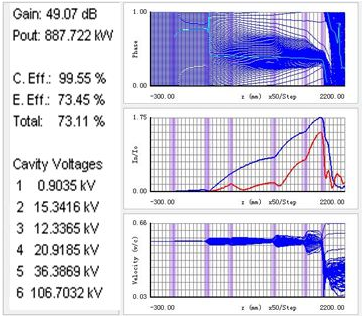 Gain: 49.07 dB
Pout: 887.722 kW
C. Eff.: 99.55 %
E. Eff.: 73.45 %
Total: 73.11 %
Cavity Voltages
1 0.9035 kV
2 15.3416 kV
3 12.3365 kV
4 20.9185 kV
5 36.3869 kV
6 106.7032 kV
1.00
Phase
0.00
-300.00 z (mm) x50/Step 2200.00
1.75
In/Io
0.00
-300.00 z (mm) x50/Step 2200.00
0.66
Velocity (v/c)
0.03
-300.00 z (mm) x50/Step 2200.00